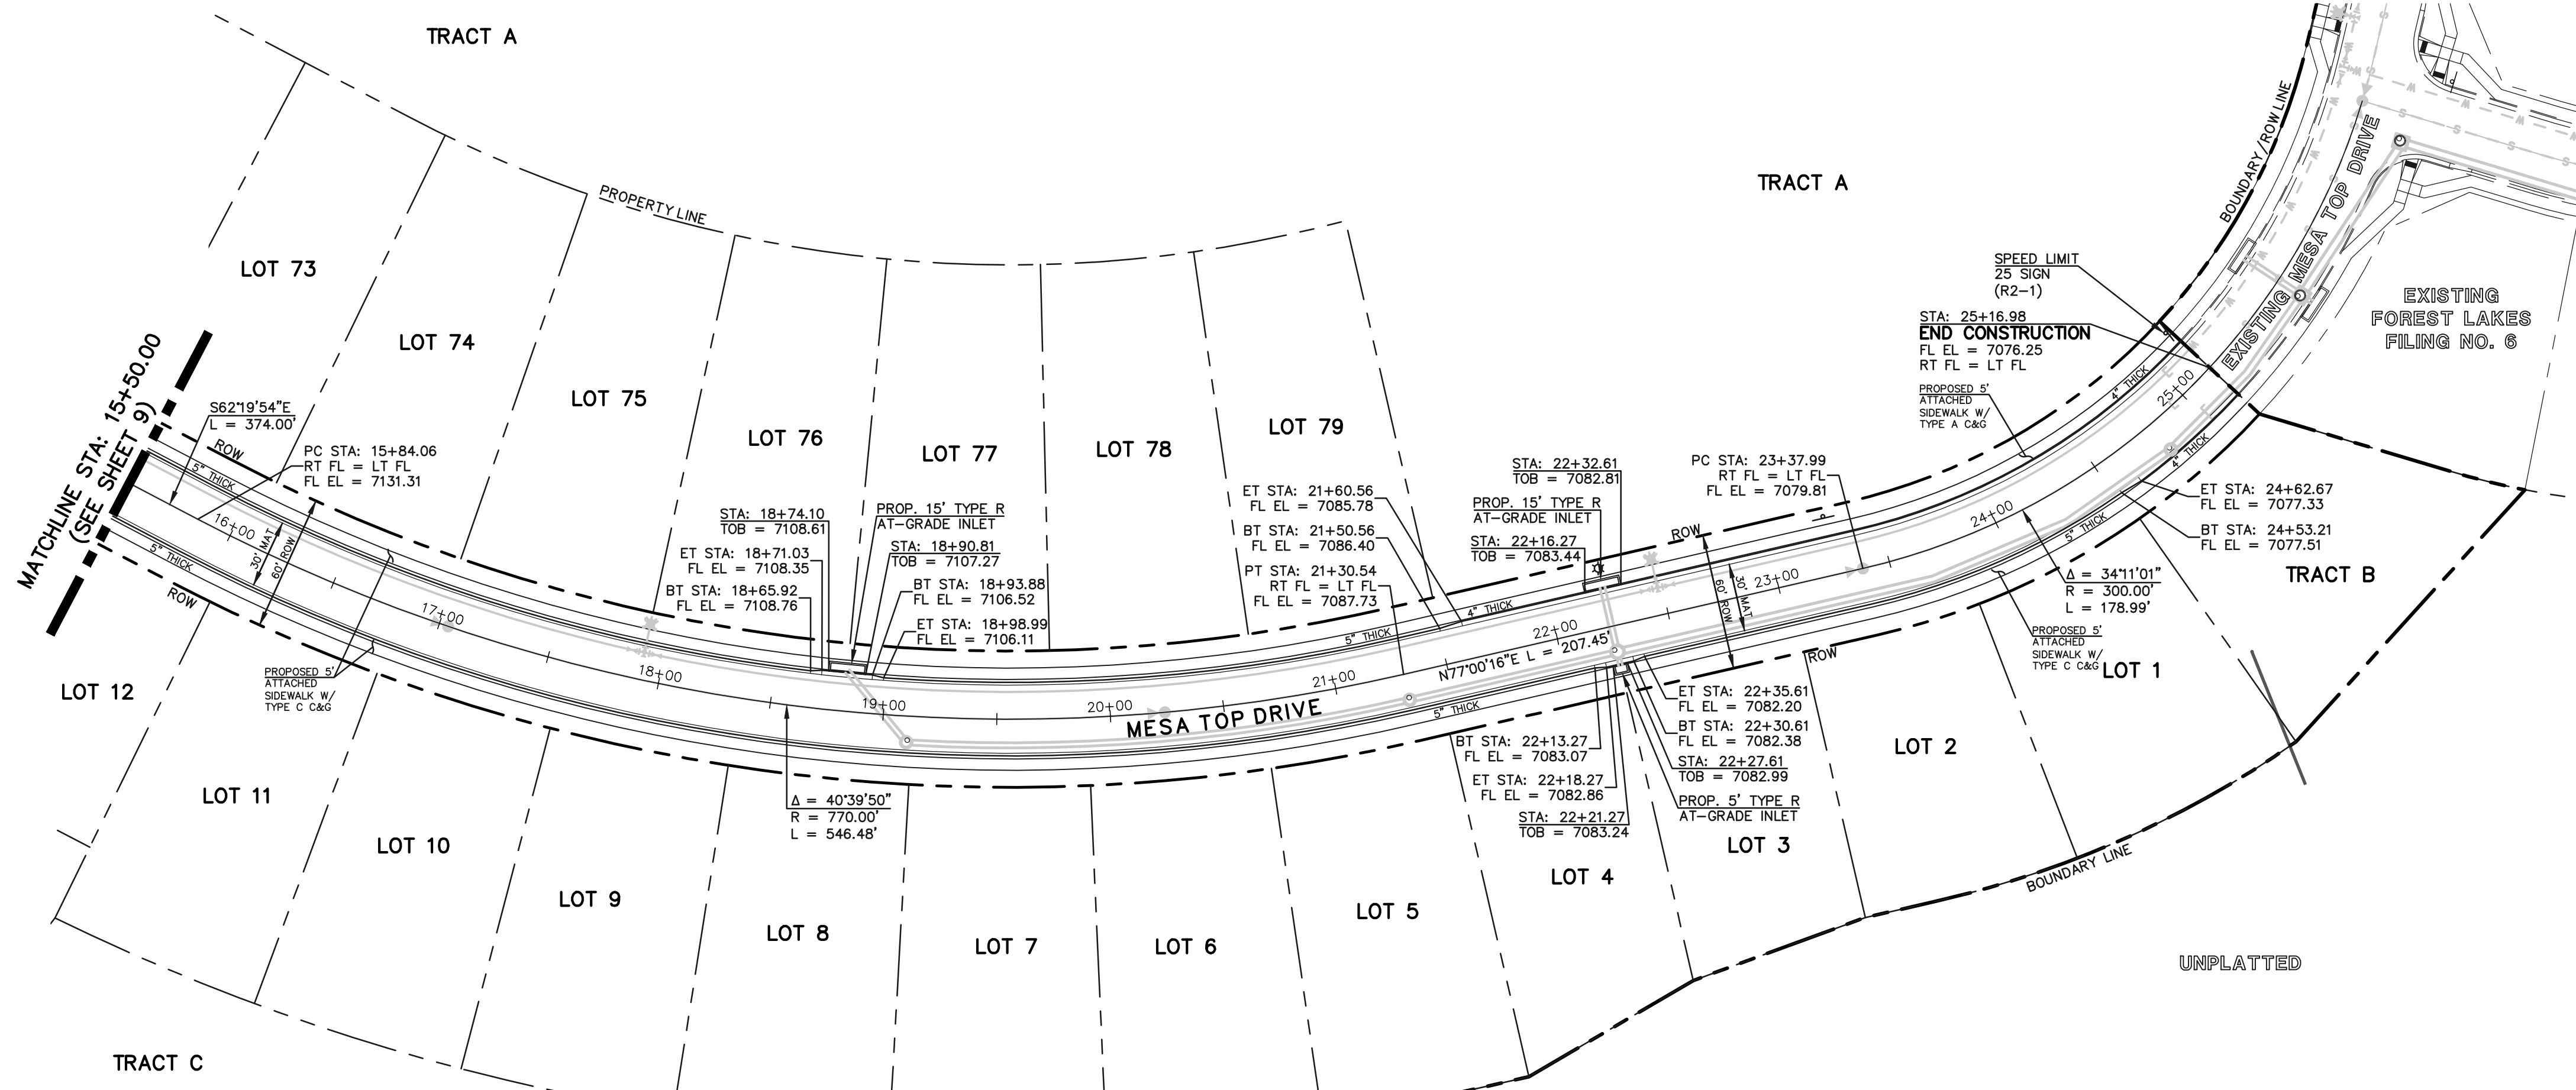 TRACT A
PROPERTY LINE
TRACT A
BOUNDARY/ROW LINE
EXISTING MESA TOP DRIVE
EXISTING
FOREST LAKES
FILING NO. 6
LOT 73
LOT 74
LOT 75
LOT 76
LOT 77
LOT 78
LOT 79
SPEED LIMIT
25 SIGN
(R2-1)
STA: 25+16.98
END CONSTRUCTION
FL EL = 7076.25
RT FL = LT FL
PROPOSED 5'
ATTACHED
SIDEWALK W/
TYPE A C&G
MATCHLINE STA: 15+50.00
(SEE SHEET 9)
S62°19'54"E
L = 374.00'
ROW
5" THICK
PC STA: 15+84.06
RT FL = LT FL
FL EL = 7131.31
16+00
30' MAT
60' ROW
5" THICK
ROW
17+00
PROPOSED 5'
ATTACHED
SIDEWALK W/
TYPE C C&G
STA: 18+74.10
TOB = 7108.61
ET STA: 18+71.03
FL EL = 7108.35
BT STA: 18+65.92
FL EL = 7108.76
PROP. 15' TYPE R
AT-GRADE INLET
STA: 18+90.81
TOB = 7107.27
BT STA: 18+93.88
FL EL = 7106.52
ET STA: 18+98.99
FL EL = 7106.11
18+00
19+00
20+00
21+00
MESA TOP DRIVE
Δ = 40°39'50"
R = 770.00'
L = 546.48'
ET STA: 21+60.56
FL EL = 7085.78
BT STA: 21+50.56
FL EL = 7086.40
PT STA: 21+30.54
RT FL = LT FL
FL EL = 7087.73
5" THICK
4" THICK
5" THICK
N77°00'16"E L = 207.45'
22+00
STA: 22+32.61
TOB = 7082.81
PROP. 15' TYPE R
AT-GRADE INLET
STA: 22+16.27
TOB = 7083.44
ROW
60' ROW
30' MAT
23+00
PC STA: 23+37.99
RT FL = LT FL
FL EL = 7079.81
ROW
24+00
4" THICK
25+00
4" THICK
5" THICK
ET STA: 24+62.67
FL EL = 7077.33
BT STA: 24+53.21
FL EL = 7077.51
Δ = 34°11'01"
R = 300.00'
L = 178.99'
PROPOSED 5'
ATTACHED
SIDEWALK W/
TYPE C C&G
BT STA: 22+13.27
FL EL = 7083.07
ET STA: 22+18.27
FL EL = 7082.86
STA: 22+21.27
TOB = 7083.24
ET STA: 22+35.61
FL EL = 7082.20
BT STA: 22+30.61
FL EL = 7082.38
STA: 22+27.61
TOB = 7082.99
PROP. 5' TYPE R
AT-GRADE INLET
TRACT B
LOT 1
LOT 2
LOT 3
LOT 4
LOT 5
LOT 6
LOT 7
LOT 8
LOT 9
LOT 10
LOT 11
LOT 12
BOUNDARY LINE
UNPLATTED
TRACT C